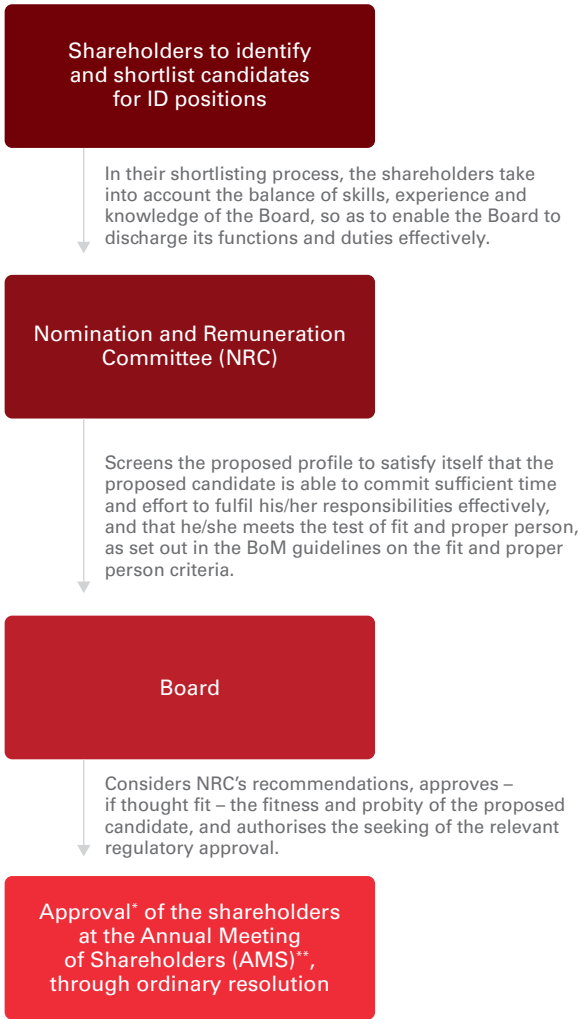 Shareholders to identify
and shortlist candidates
for ID positions
In their shortlisting process, the shareholders take
into account the balance of skills, experience and
knowledge of the Board, so as to enable the Board to
discharge its functions and duties effectively.
Nomination and Remuneration
Committee (NRC)
Screens the proposed profile to satisfy itself that the
proposed candidate is able to commit sufficient time
and effort to fulfil his/her responsibilities effectively,
and that he/she meets the test of fit and proper person,
as set out in the BoM guidelines on the fit and proper
person criteria.
Board
Considers NRC’s recommendations, approves –
if thought fit – the fitness and probity of the proposed
candidate, and authorises the seeking of the relevant
regulatory approval.
Approval* of the shareholders
at the Annual Meeting
of Shareholders (AMS)**,
through ordinary resolution